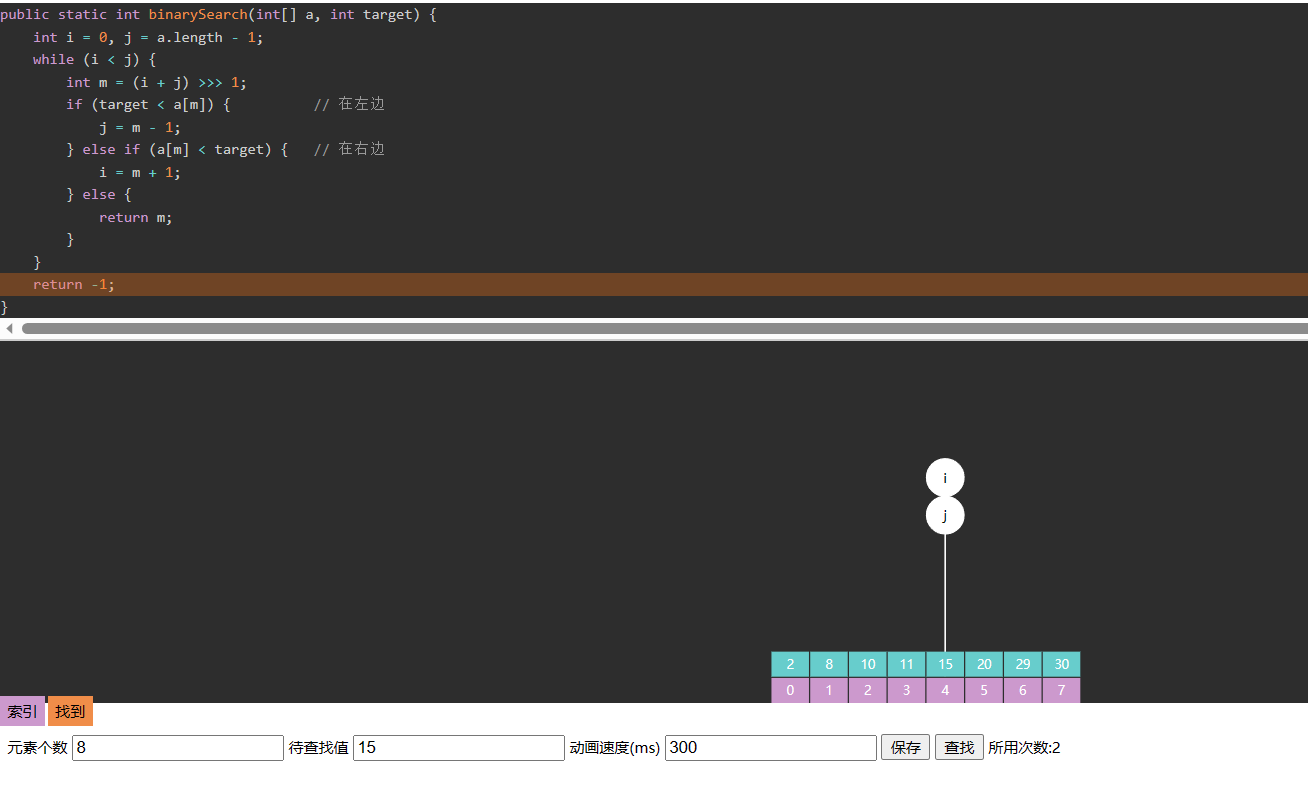 public static int binarySearch(int[] a, int target) {
    int i = 0, j = a.length - 1;
    while (i < j) {
        int m = (i + j) >>> 1;
        if (target < a[m]) {          // 在左边
            j = m - 1;
        } else if (a[m] < target) {   // 在右边
            i = m + 1;
        } else {
            return m;
        }
    }
    return -1;
}
i
j
2 8 10 11 15 20 29 30
0 1 2 3 4 5 6 7
索引 找到
元素个数 8 待查找值 15 动画速度(ms) 300 保存 查找 所用次数:2